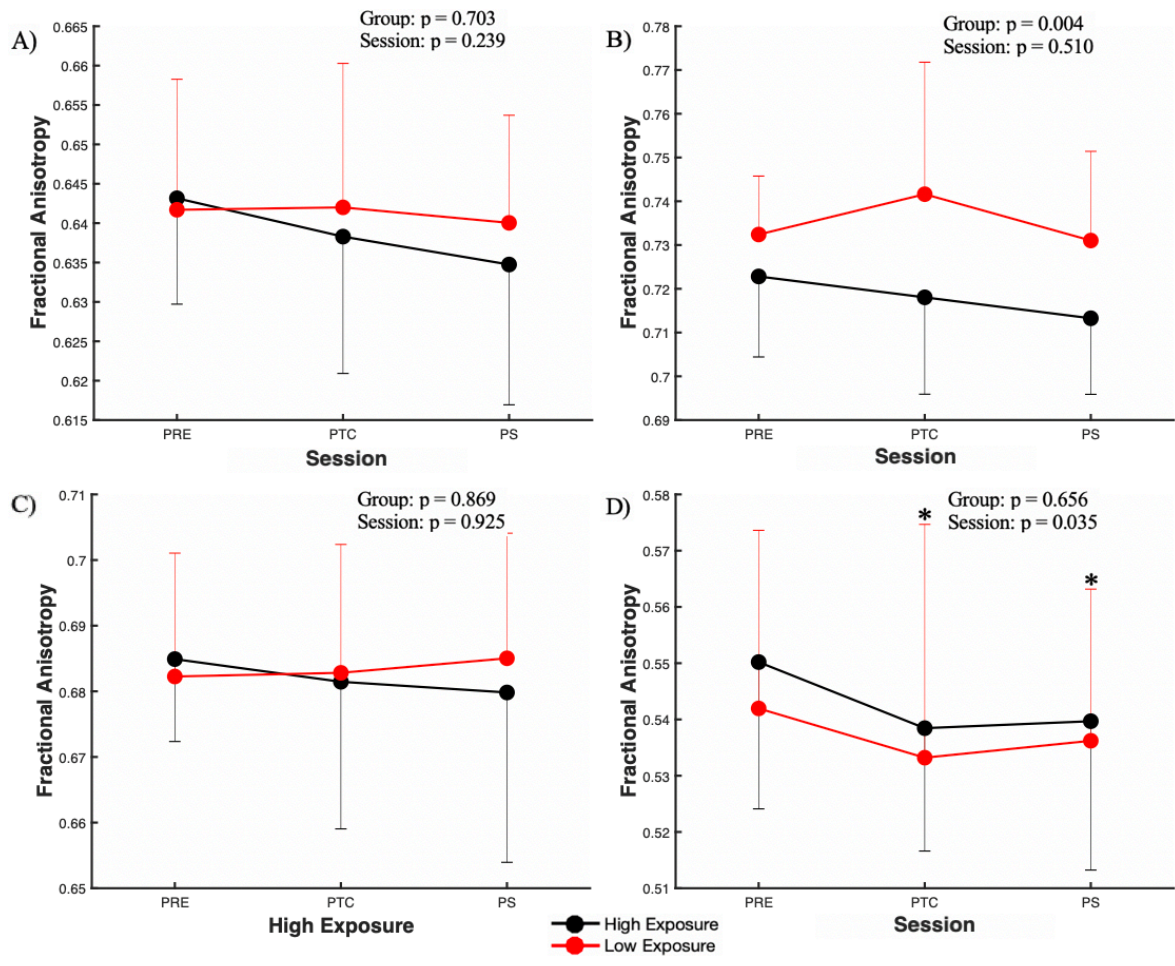 A)
Group: p = 0.703
Session: p = 0.239
Fractional Anisotropy
0.665
0.66
0.655
0.65
0.645
0.64
0.635
0.63
0.625
0.62
0.615
PRE
PTC
PS
Session
B)
Group: p = 0.004
Session: p = 0.510
Fractional Anisotropy
0.78
0.77
0.76
0.75
0.74
0.73
0.72
0.71
0.7
0.69
PRE
PTC
PS
Session
C)
Group: p = 0.869
Session: p = 0.925
Fractional Anisotropy
0.71
0.7
0.69
0.68
0.67
0.66
0.65
PRE
PTC
PS
High Exposure
D)
Group: p = 0.656
Session: p = 0.035
*
*
Fractional Anisotropy
0.58
0.57
0.56
0.55
0.54
0.53
0.52
0.51
PRE
PTC
PS
Session
High Exposure
Low Exposure